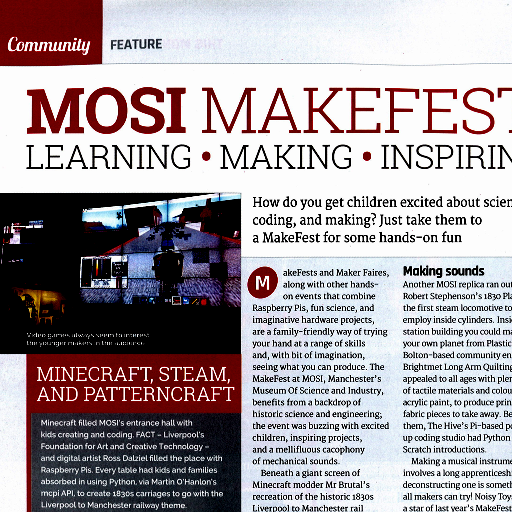 Community
FEATURE
MOSI MAKEFEST
LEARNING • MAKING • INSPIRIN
How do you get children excited about scien
coding, and making? Just take them to
a MakeFest for some hands-on fun
Video games always seem to interest
the younger makers in the audience
MINECRAFT, STEAM,
AND PATTERNCRAFT
Minecraft filled MOSI's entrance hall with
kids creating and coding. FACT – Liverpool's
Foundation for Art and Creative Technology –
and digital artist Ross Dalziel filled the place with
Raspberry Pis. Every table had kids and families
absorbed in using Python, via Martin O'Hanlon's
mcpi API, to create 1830s carriages to go with the
Liverpool to Manchester railway theme.
MakeFests and Maker Faires,
along with other hands-
on events that combine
Raspberry Pis, fun science, and
imaginative hardware projects,
are a family-friendly way of trying
your hand at a range of skills
and, with bit of imagination,
seeing what you can produce. The
MakeFest at MOSI, Manchester's
Museum Of Science and Industry,
benefits from a backdrop of
historic science and engineering;
the event was buzzing with excited
children, inspiring projects,
and a mellifluous cacophony
of mechanical sounds.
Beneath a giant screen of
Minecraft modder Mr Brutal's
recreation of the historic 1830s
Liverpool to Manchester rail
Making sounds
Another MOSI replica ran out
Robert Stephenson's 1830 Pla
the first steam locomotive to
employ inside cylinders. Insi
station building you could ma
your own planet from Plastic
Bolton-based community en
Brightmet Long Arm Quilting
appealed to all ages with plen
of tactile materials and colou
acrylic paint, to produce prin
fabric pieces to take away. Be
them, The Hive's Pi-based po
up coding studio had Python
Scratch introductions.
Making a musical instrume
involves a long apprenticeshi
deconstructing one is someth
all makers can try! Noisy Toy
a star of last year's MakeFest